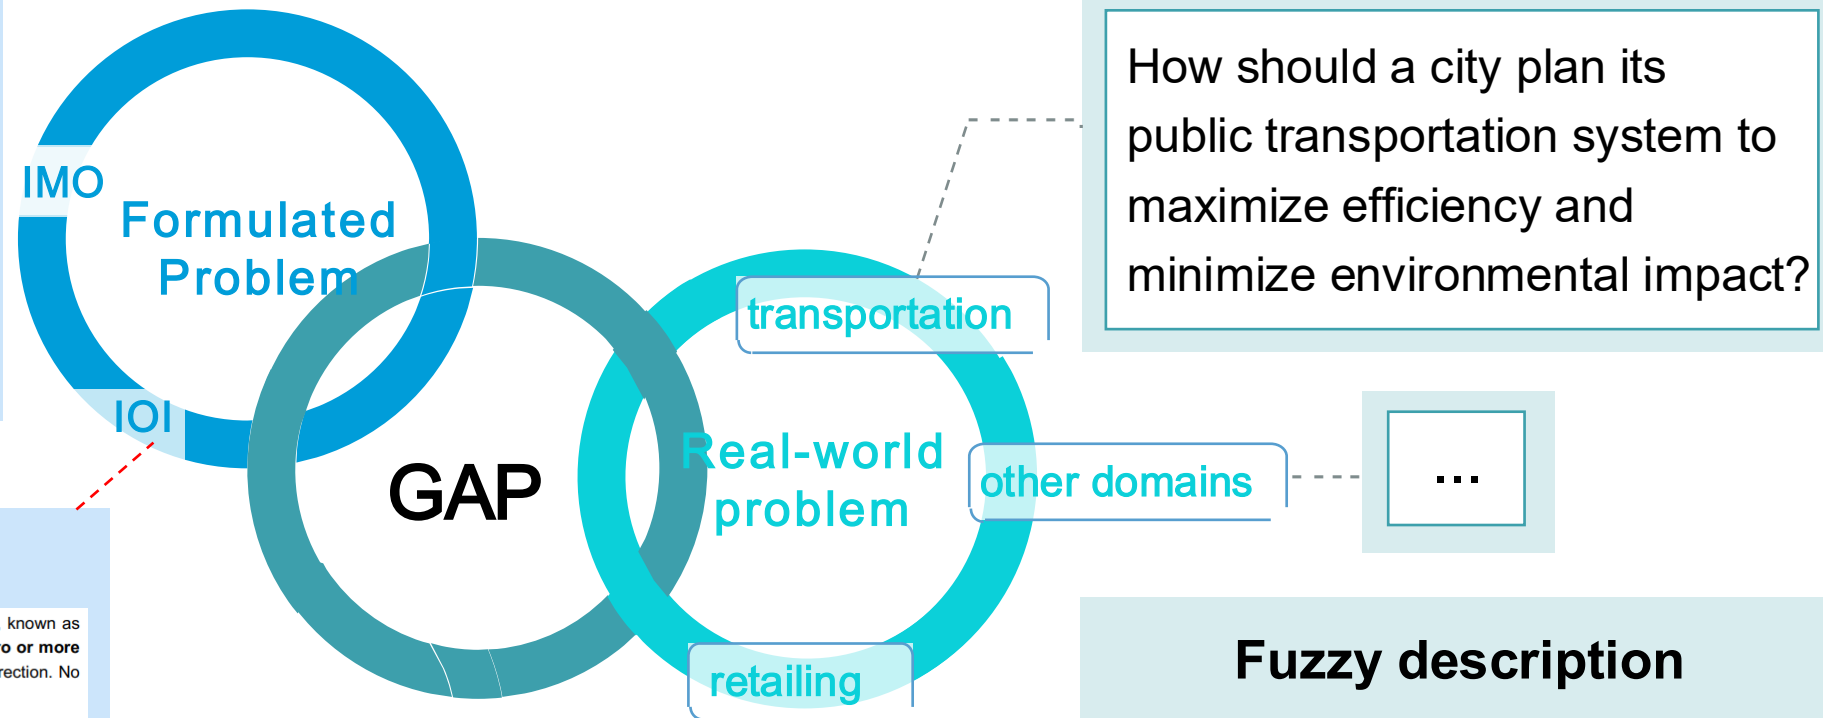 IMO
Formulated
Problem
IOI
GAP
Real-world
problem
transportation
other domains
retailing
How should a city plan its
public transportation system to
maximize efficiency and
minimize environmental impact?
...
Fuzzy description
known as
or more
No